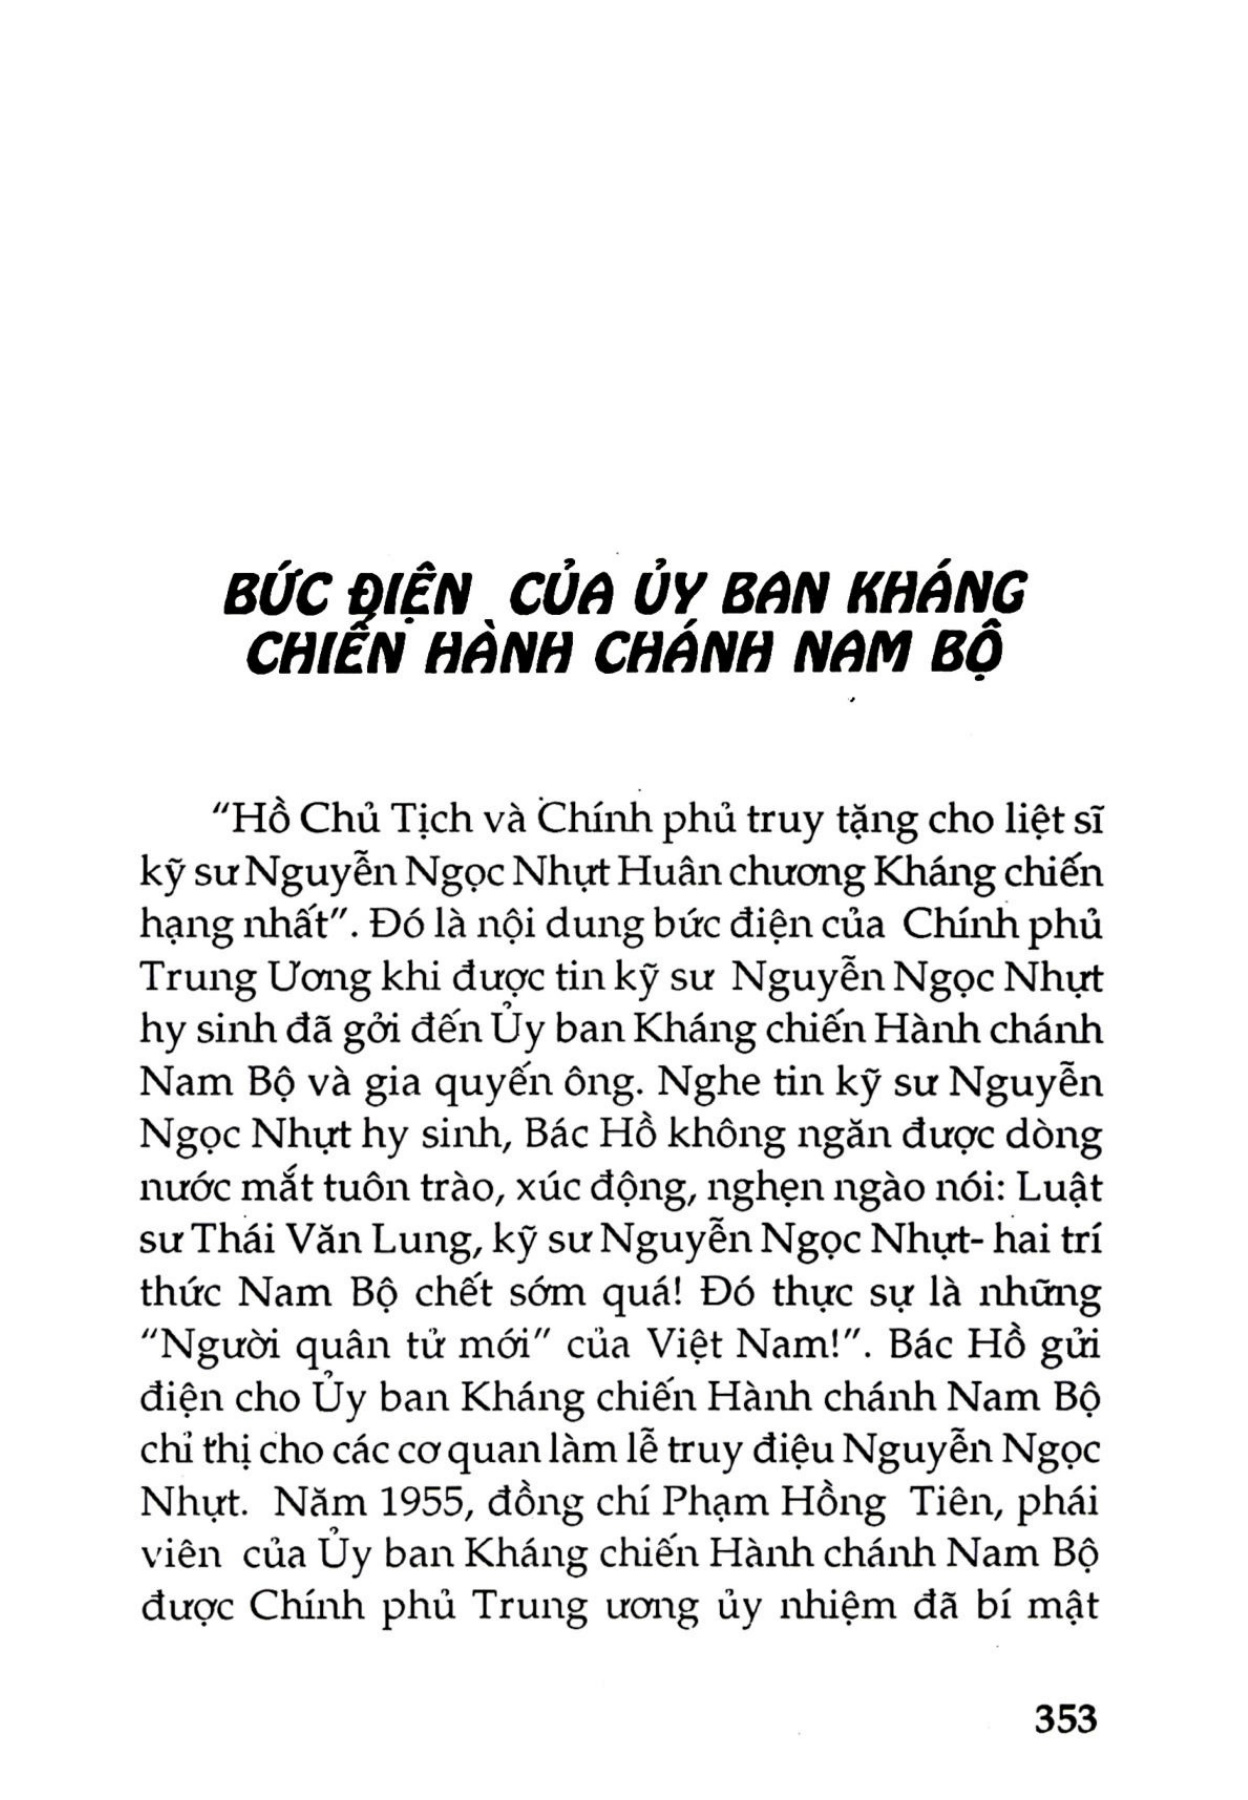 BỨC ĐIỆN CỦA ỦY BAN KHÁNG
CHIẾN HÀNH CHÁNH NAM BỘ
"Hồ Chủ Tịch và Chính phủ truy tặng cho liệt sĩ
kỹ sư Nguyễn Ngọc Nhựt Huân chương Kháng chiến
hạng nhất". Đó là nội dung bức điện của Chính phủ
Trung Ương khi được tin kỹ sư Nguyễn Ngọc Nhựt
hy sinh đã gởi đến Ủy ban Kháng chiến Hành chánh
Nam Bộ và gia quyến ông. Nghe tin kỹ sư Nguyễn
Ngọc Nhựt hy sinh, Bác Hồ không ngăn được dòng
nước mắt tuôn trào, xúc động, nghẹn ngào nói: Luật
sư Thái Văn Lung, kỹ sư Nguyễn Ngọc Nhựt- hai trí
thức Nam Bộ chết sớm quá! Đó thực sự là những
"Người quân tử mới" của Việt Nam!". Bác Hồ gửi
điện cho Ủy ban Kháng chiến Hành chánh Nam Bộ
chỉ thị cho các cơ quan làm lễ truy điệu Nguyễn Ngọc
Nhựt. Năm 1955, đồng chí Phạm Hồng Tiên, phái
viên của Ủy ban Kháng chiến Hành chánh Nam Bộ
được Chính phủ Trung ương ủy nhiệm đã bí mật
353